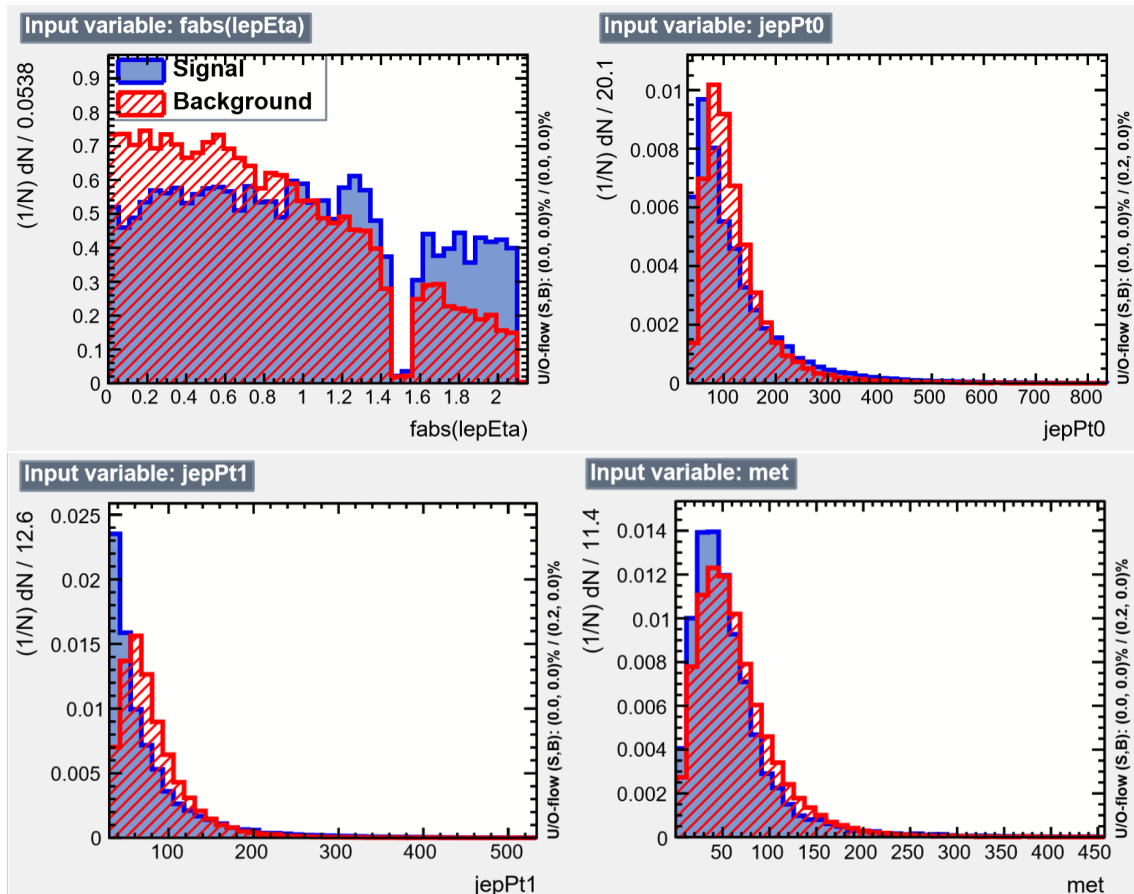 Input variable: fabs(lepEta)
(1/N) dN / 0.0538
0.9
0.8
0.7
0.6
0.5
0.4
0.3
0.2
0.1
0
Signal
Background
0 0.2 0.4 0.6 0.8 1 1.2 1.4 1.6 1.8 2
fabs(lepEta)
U/O-flow (S,B): (0.0, 0.0)% / (0.0, 0.0)%
Input variable: jepPt0
(1/N) dN / 20.1
0.01
0.008
0.006
0.004
0.002
0
100 200 300 400 500 600 700 800
jepPt0
U/O-flow (S,B): (0.0, 0.0)% / (0.2, 0.0)%
Input variable: jepPt1
(1/N) dN / 12.6
0.025
0.02
0.015
0.01
0.005
0
100 200 300 400 500
jepPt1
U/O-flow (S,B): (0.0, 0.0)% / (0.2, 0.0)%
Input variable: met
(1/N) dN / 11.4
0.014
0.012
0.01
0.008
0.006
0.004
0.002
0
50 100 150 200 250 300 350 400 450
met
U/O-flow (S,B): (0.0, 0.0)% / (0.2, 0.0)%